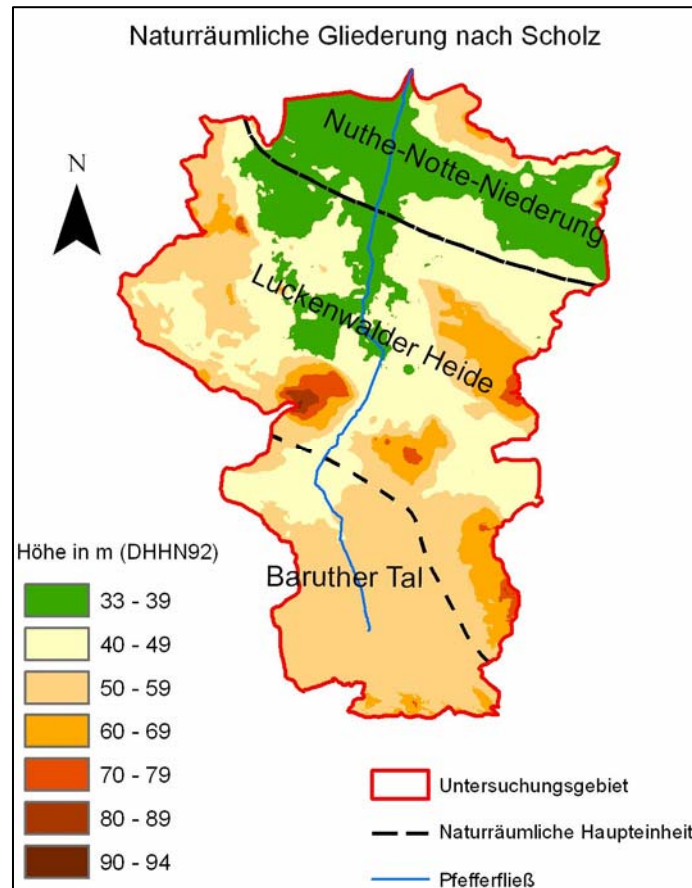 Naturräumliche Gliederung nach Scholz
Nuthe-Notte-Niederung
N
Luckenwalder Heide
Baruther Tal
Höhe in m (DHHN92)
33 - 39
40 - 49
50 - 59
60 - 69
70 - 79
80 - 89
90 - 94
Untersuchungsgebiet
Naturräumliche Haupteinheit
Pfefferfließ